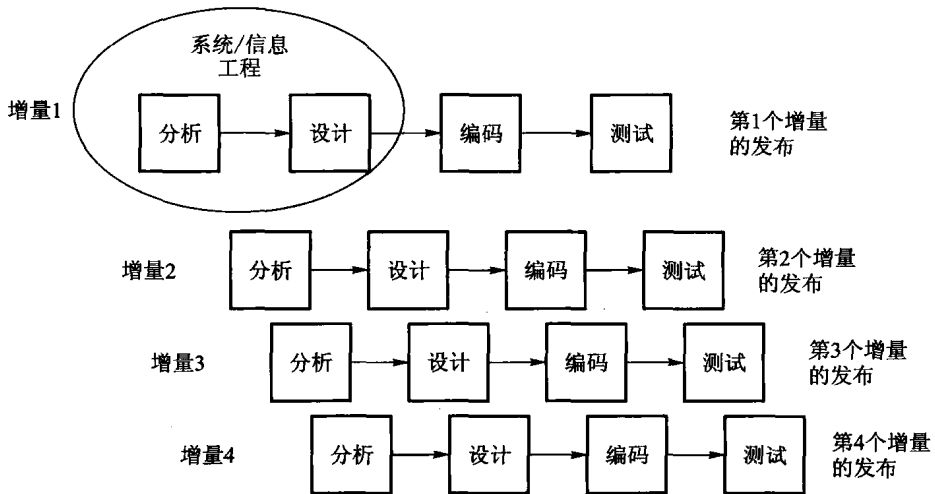 系统/信息
工程
增量1
分析
设计
编码
测试
第1个增量
的发布
增量2
分析
设计
编码
测试
第2个增量
的发布
增量3
分析
设计
编码
测试
第3个增量
的发布
增量4
分析
设计
编码
测试
第4个增量
的发布